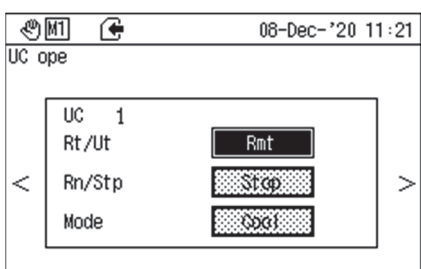 M1 08-Dec-'20 11:21
UC ope
UC 1
Rt/Ut Rmt
< Rn/Stp Stop >
Mode Cool